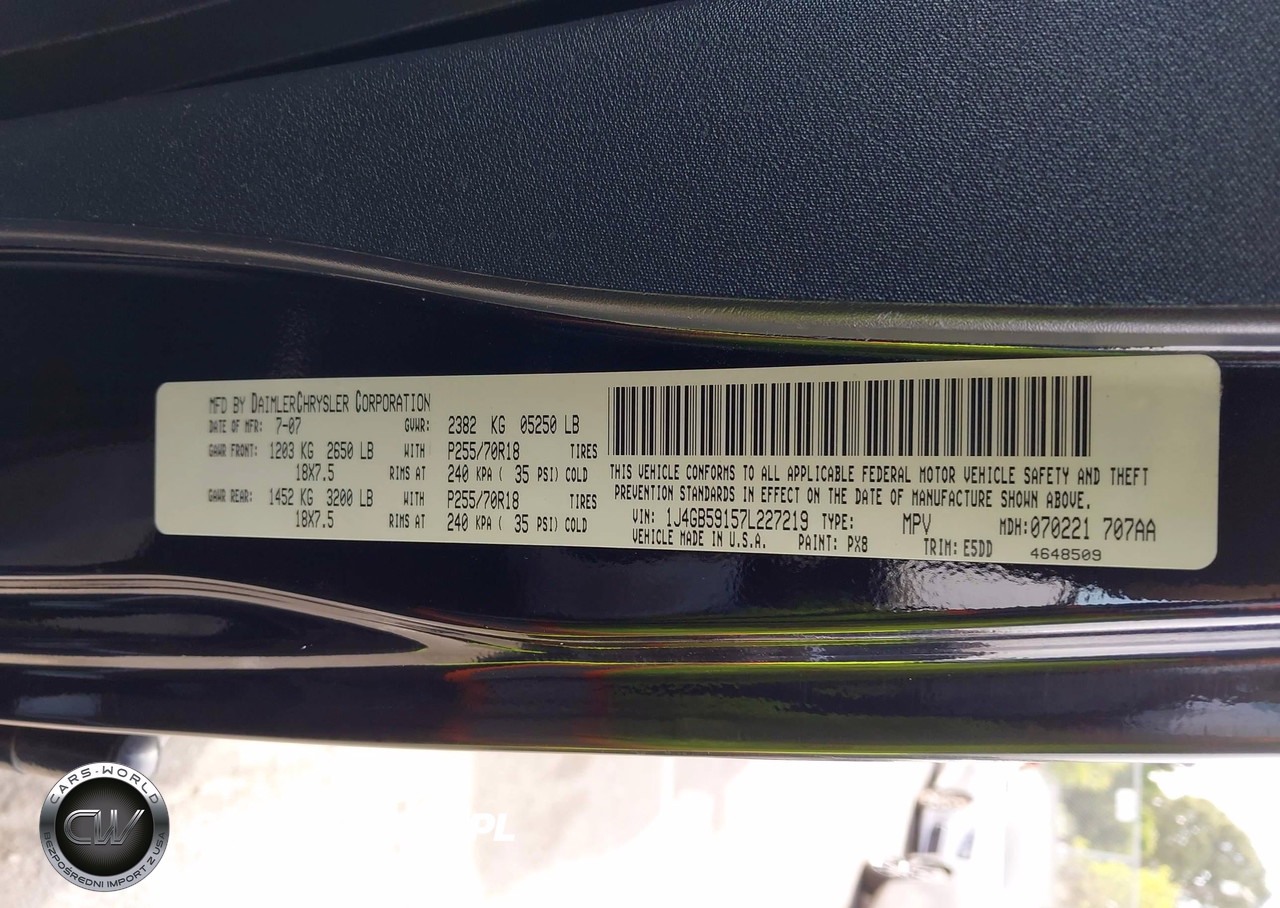 MFD BY DAIMLERCHRYSLER CORPORATION
DATE OF MFR: 7-07 GVWR: 2382 KG 05250 LB
GAWR FRONT: 1203 KG 2650 LB WITH P255/70R18 TIRES
18X7.5 RIMS AT 240 KPA ( 35 PSI) COLD
GAWR REAR: 1452 KG 3200 LB WITH P255/70R18 TIRES
18X7.5 RIMS AT 240 KPA ( 35 PSI) COLD
THIS VEHICLE CONFORMS TO ALL APPLICABLE FEDERAL MOTOR VEHICLE SAFETY AND THEFT
PREVENTION STANDARDS IN EFFECT ON THE DATE OF MANUFACTURE SHOWN ABOVE.
VIN: 1J4GB59157L227219 TYPE: MPV MDH:070221 707AA
VEHICLE MADE IN U.S.A. PAINT: PX8 TRIM: E5DD 4648509
CARS-WORLD
CW
BEZPOŚREDNI IMPORT Z USA
.PL